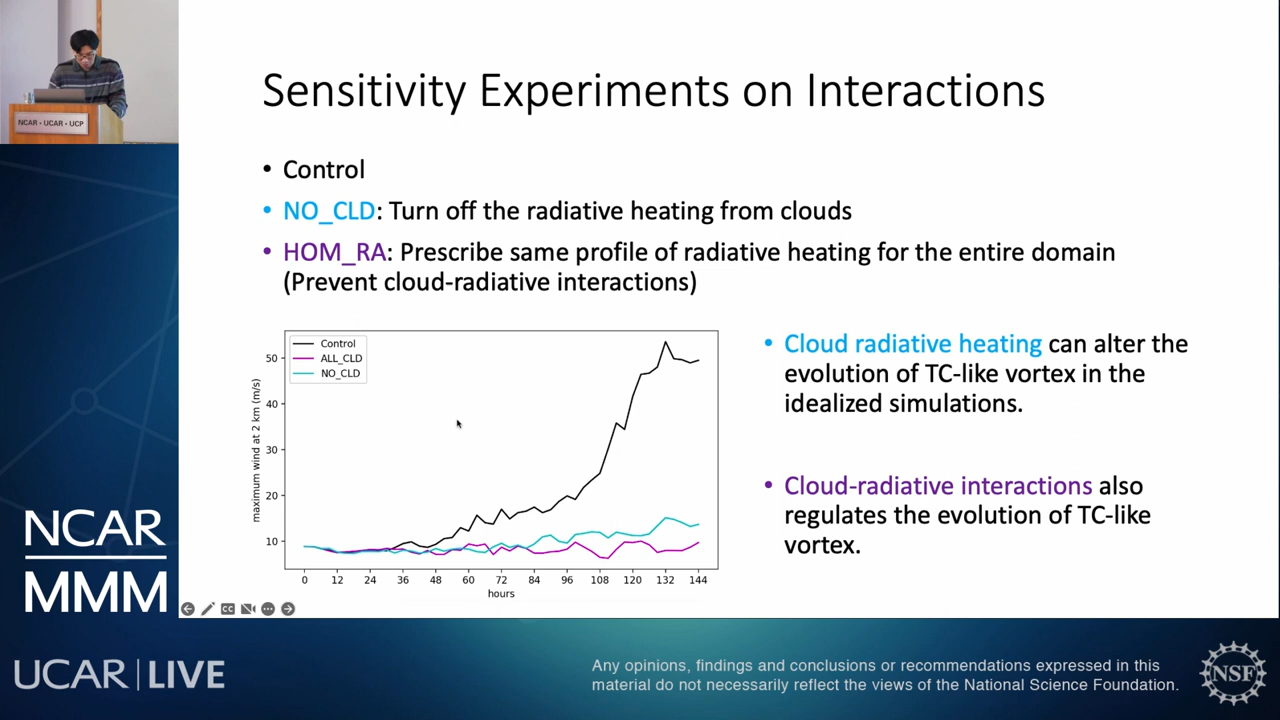 NCAR • UCAR • UCP
Sensitivity Experiments on Interactions
• Control
• NO_CLD: Turn off the radiative heating from clouds
• HOM_RA: Prescribe same profile of radiative heating for the entire domain
(Prevent cloud-radiative interactions)
Control
ALL_CLD
NO_CLD
50
40
30
20
10
maximum wind at 2 km (m/s)
0 12 24 36 48 60 72 84 96 108 120 132 144
hours
• Cloud radiative heating can alter the
evolution of TC-like vortex in the
idealized simulations.
• Cloud-radiative interactions also
regulates the evolution of TC-like
vortex.
CC
NCAR
MMM
UCAR | LIVE
Any opinions, findings and conclusions or recommendations expressed in this
material do not necessarily reflect the views of the National Science Foundation.
NSF